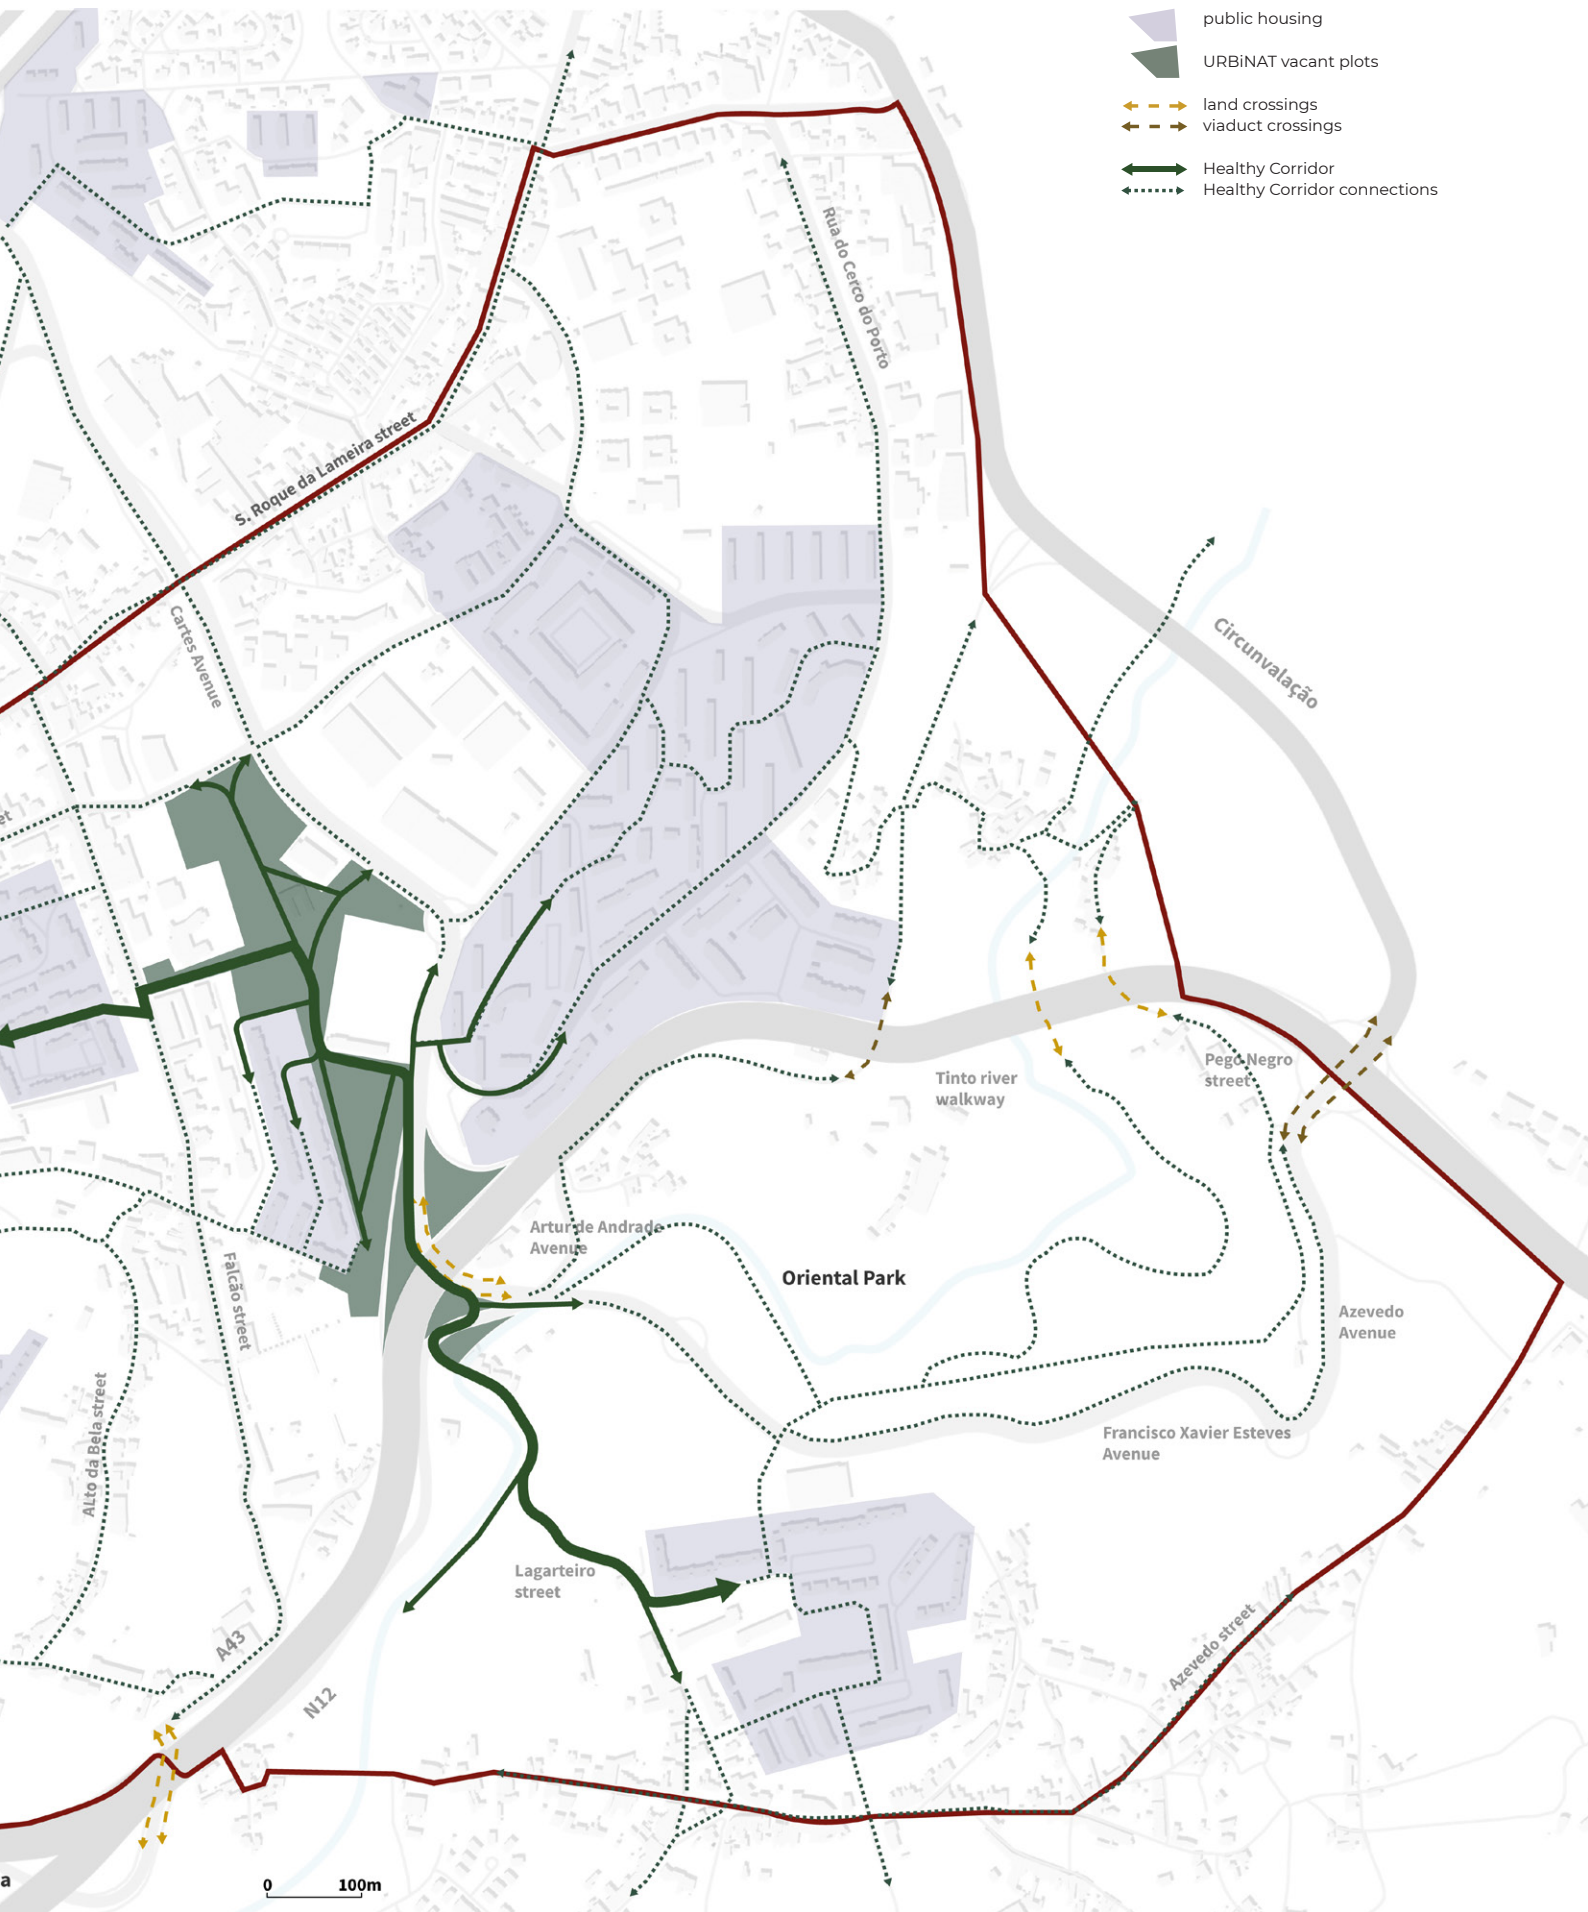 public housing
URBiNAT vacant plots
land crossings
viaduct crossings
Healthy Corridor
Healthy Corridor connections
Rua do Cerco do Porto
S. Roque da Lameira street
Cartes Avenue
Circunvalação
et
Tinto river
walkway
Pego Negro
street
Artur de Andrade
Avenue
Oriental Park
Falcão street
Azevedo
Avenue
ALto da Bela street
Francisco Xavier Esteves
Avenue
Lagarteiro
street
A43
N12
Azevedo street
a
0 100m